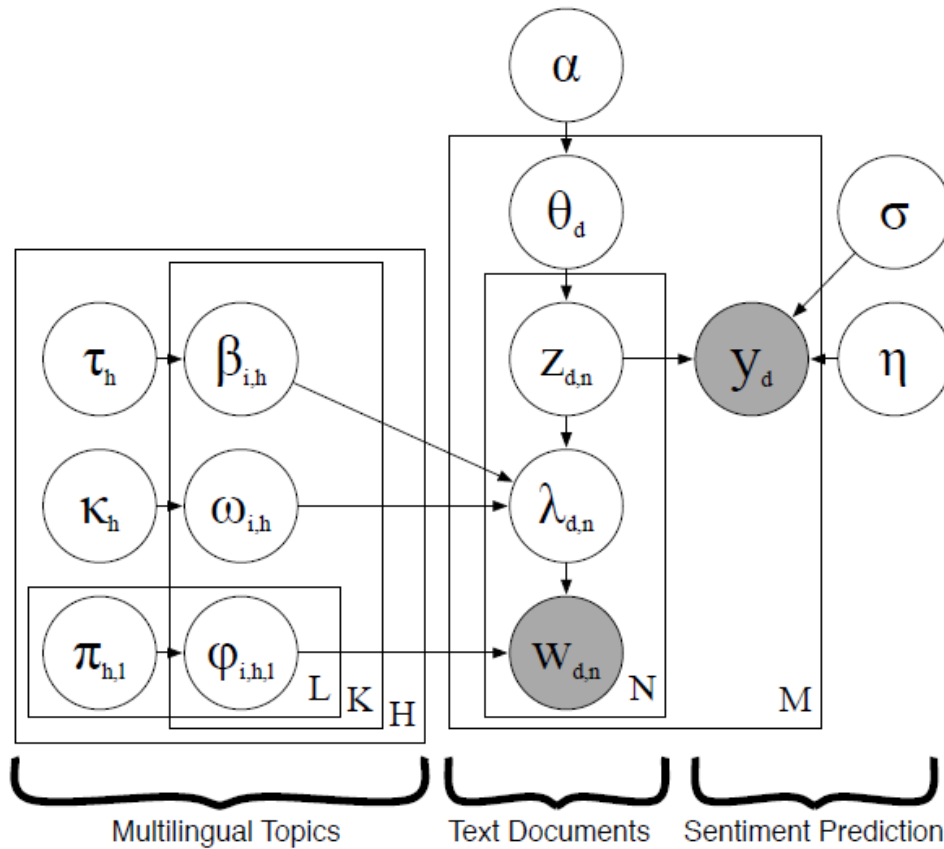 α
θd
σ
τh
βi,h
zd,n
yd
η
κh
ωi,h
λd,n
πh,l
φi,h,l
L
K
H
wd,n
N
M
Multilingual Topics
Text Documents
Sentiment Prediction